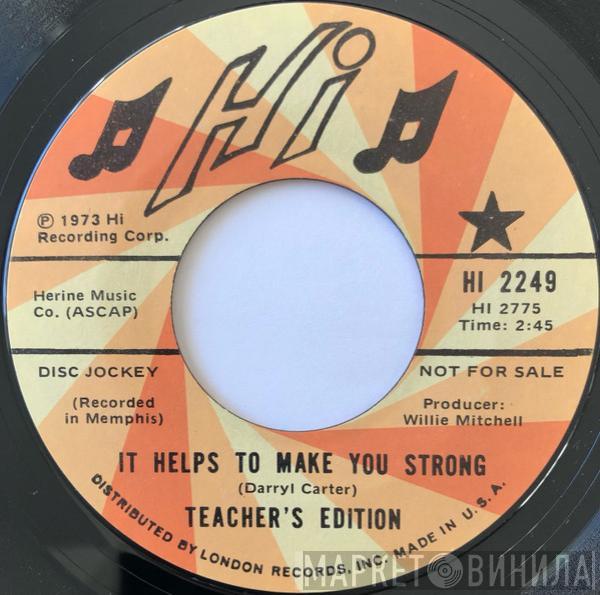 Hi
℗ 1973 Hi
Recording Corp.
Herine Music
Co. (ASCAP)
HI 2249
HI 2775
Time: 2:45
DISC JOCKEY
NOT FOR SALE
(Recorded
in Memphis)
Producer:
Willie Mitchell
IT HELPS TO MAKE YOU STRONG
(Darryl Carter)
TEACHER'S EDITION
DISTRIBUTED BY LONDON RECORDS, INC. MADE IN U.S.A.
МАРКЕТ ВИНИЛА